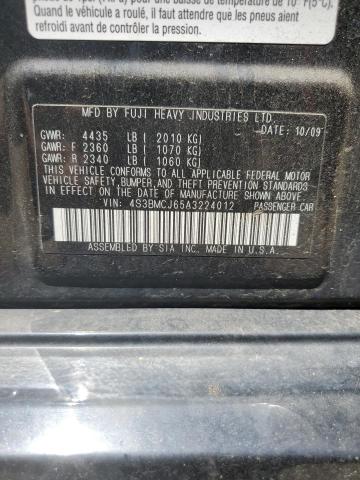 Quand le véhicule a roulé, il faut attendre que les pneus aient
refroidi avant de contrôler la pression.
MFD BY FUJI HEAVY INDUSTRIES LTD.
DATE: 10/09
GVWR: 4435 LB ( 2010 KG)
GAWR: F 2360 LB ( 1070 KG)
GAWR: R 2340 LB ( 1060 KG)
THIS VEHICLE CONFORMS TO ALL APPLICABLE FEDERAL MOTOR
VEHICLE SAFETY, BUMPER, AND THEFT PREVENTION STANDARDS
IN EFFECT ON THE DATE OF MANUFACTURE SHOWN ABOVE.
VIN: 4S3BMCJ65A3224012 PASSENGER CAR
ASSEMBLED BY SIA INC. IN U.S.A.